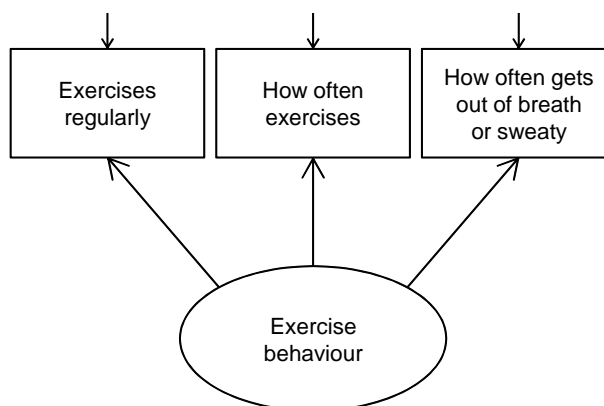 Exercises
regularly
How often
exercises
How often gets
out of breath
or sweaty
Exercise
behaviour